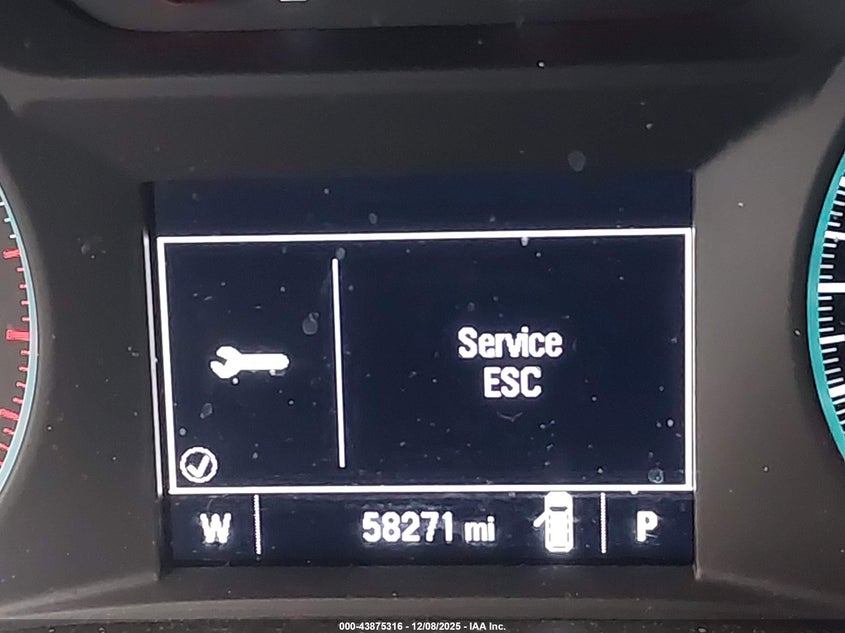 Service
ESC
W 58271 mi P
000-43875316 - 12/08/2025 - IAA Inc.